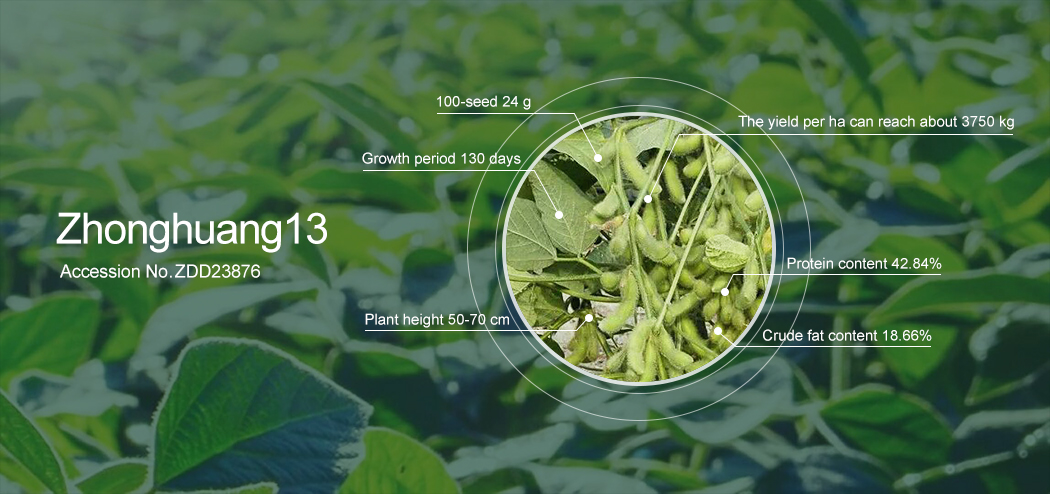 Zhonghuang13
Accession No.ZDD23876
100-seed 24 g
Growth period 130 days
Plant height 50-70 cm
The yield per ha can reach about 3750 kg
Protein content 42.84%
Crude fat content 18.66%